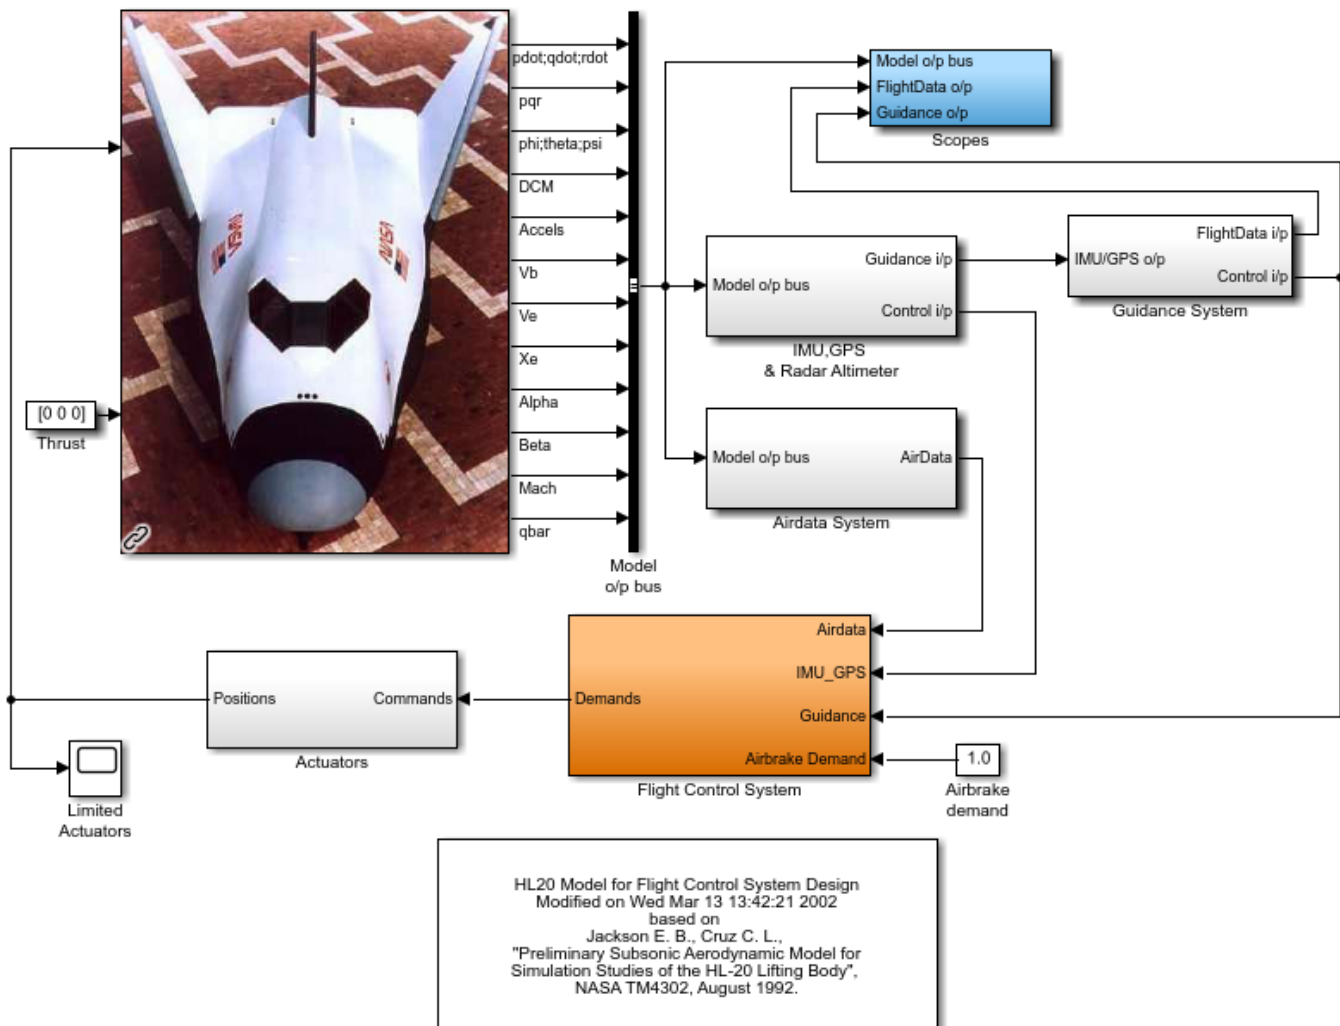 pdot;qdot;rdot
pqr
phi;theta;psi
DCM
Accels
Vb
Ve
Xe
Alpha
Beta
Mach
qbar
NASA
[0 0 0]
Thrust
Model
o/p bus
Model o/p bus
FlightData o/p
Guidance o/p
Scopes
Model o/p bus
Guidance i/p
Control i/p
IMU,GPS
& Radar Altimeter
IMU/GPS o/p
FlightData i/p
Control i/p
Guidance System
Model o/p bus
AirData
Airdata System
Airdata
IMU_GPS
Guidance
Airbrake Demand
Demands
Flight Control System
1.0
Airbrake
demand
Positions
Commands
Actuators
Limited
Actuators
HL20 Model for Flight Control System Design
Modified on Wed Mar 13 13:42:21 2002
based on
Jackson E. B., Cruz C. L.,
"Preliminary Subsonic Aerodynamic Model for
Simulation Studies of the HL-20 Lifting Body",
NASA TM4302, August 1992.